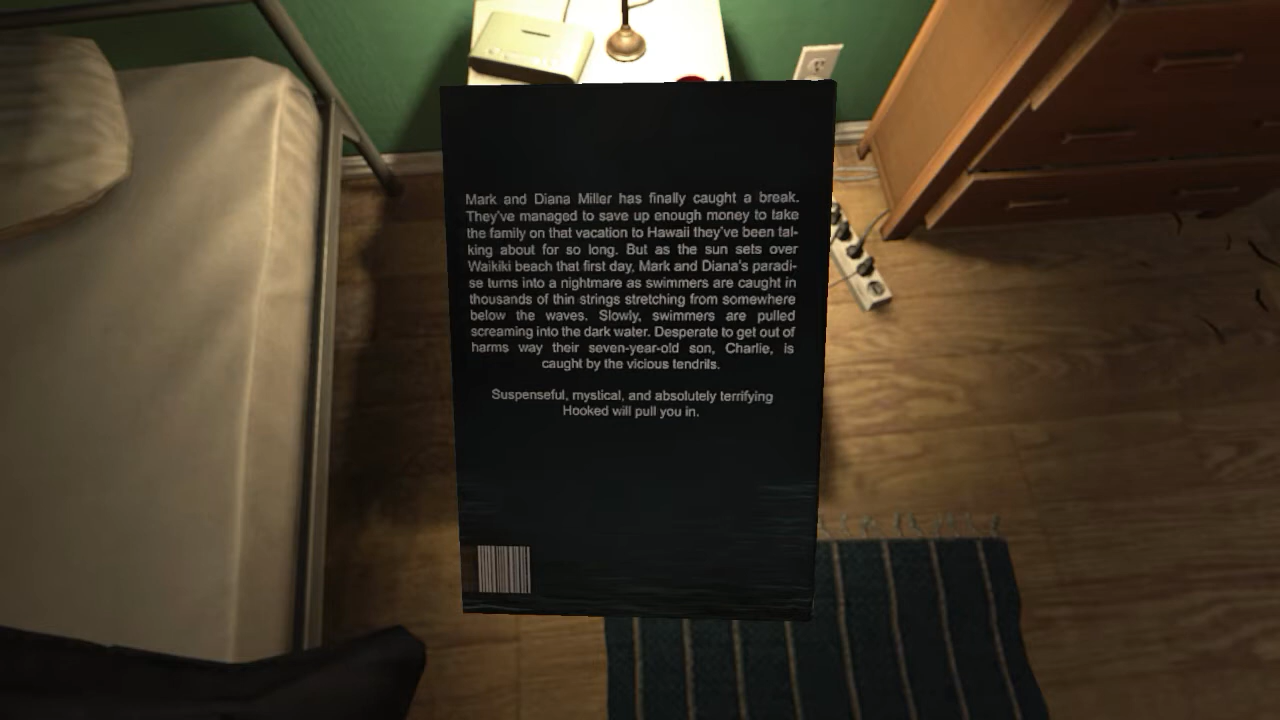 Mark and Diana Miller has finally caught a break.
They've managed to save up enough money to take
the family on that vacation to Hawaii they've been tal-
king about for so long. But as the sun sets over
Waikiki beach that first day, Mark and Diana's paradi-
se turns into a nightmare as swimmers are caught in
thousands of thin strings stretching from somewhere
below the waves. Slowly, swimmers are pulled
screaming into the dark water. Desperate to get out of
harms way their seven-year-old son, Charlie, is
caught by the vicious tendrils.
Suspenseful, mystical, and absolutely terrifying
Hooked will pull you in.